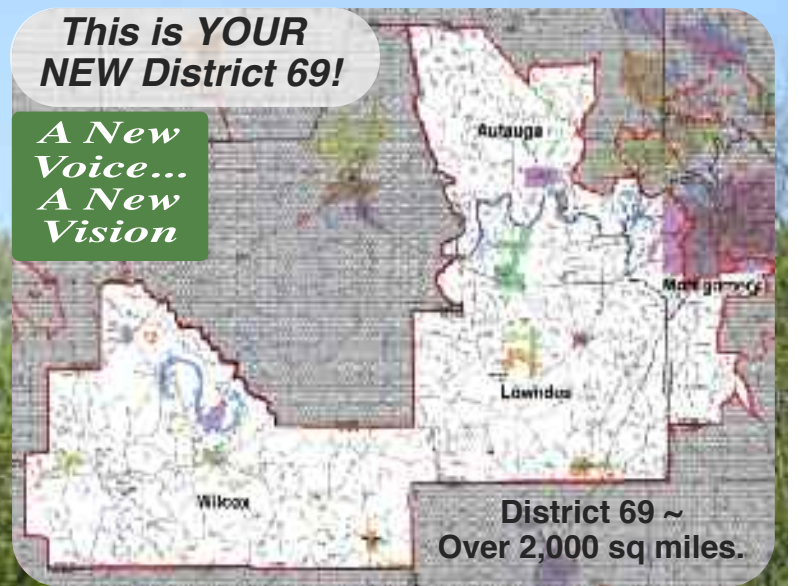 This is YOUR
NEW District 69!
A New
Voice...
A New
Vision
Autauga
Montgomery
Lowndes
Wilcox
District 69 ~
Over 2,000 sq miles.